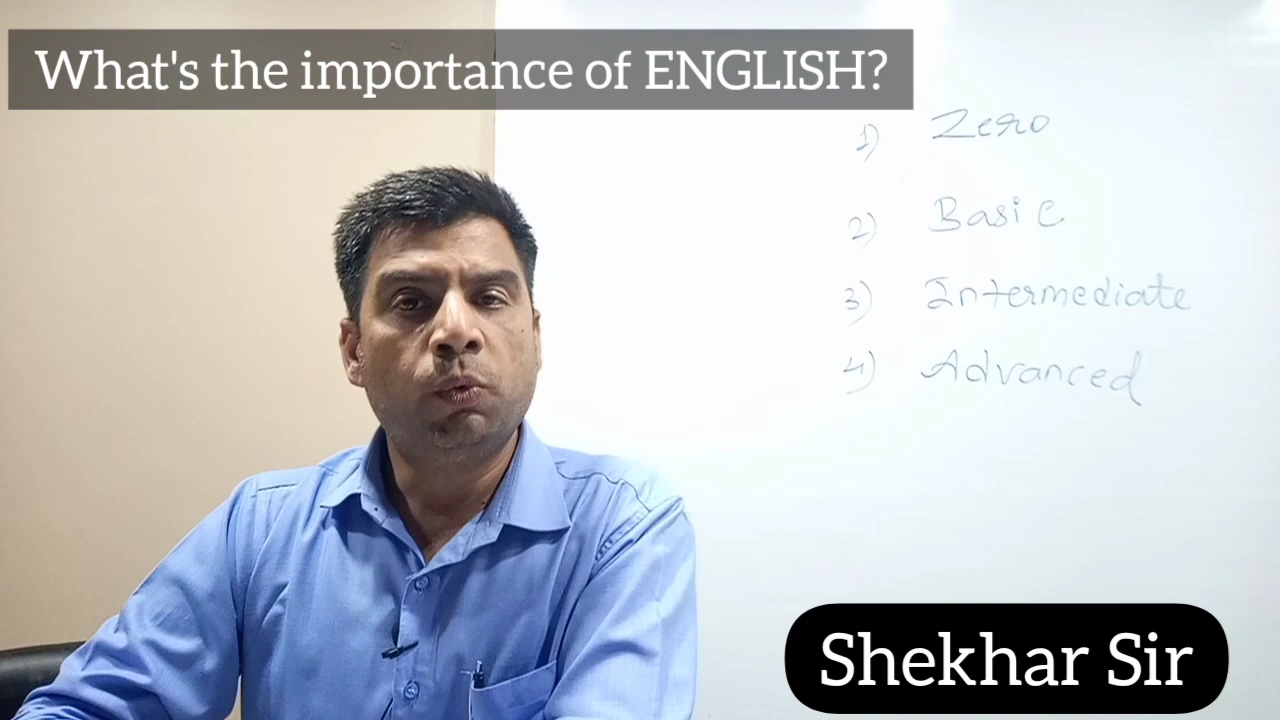 What's the importance of ENGLISH?
1) Zero
2) Basic
3) Intermediate
4) Advanced
Shekhar Sir